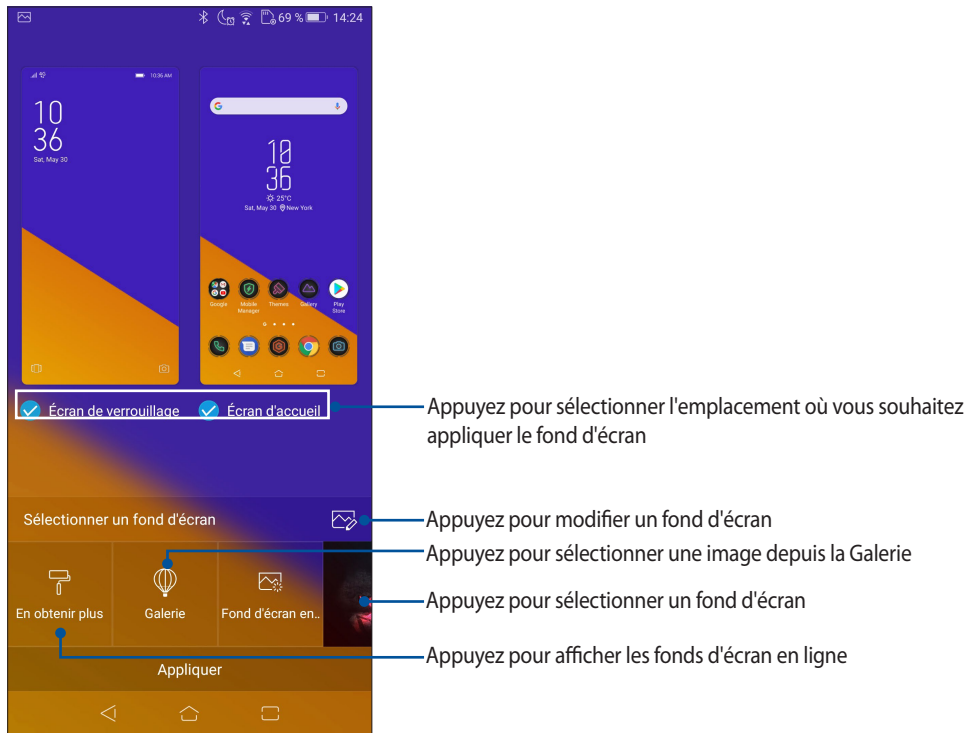 69 % 14:24
10:36 AM
10
36
Sat, May 30
G
10
36
25°C
Sat, May 30 New York
Google Mobile Manager Themes Gallery Play Store
Écran de verrouillage Écran d'accueil
Appuyez pour sélectionner l'emplacement où vous souhaitez
appliquer le fond d'écran
Sélectionner un fond d'écran
Appuyez pour modifier un fond d'écran
Appuyez pour sélectionner une image depuis la Galerie
En obtenir plus Galerie Fond d'écran en..
Appuyez pour sélectionner un fond d'écran
Appuyez pour afficher les fonds d'écran en ligne
Appliquer